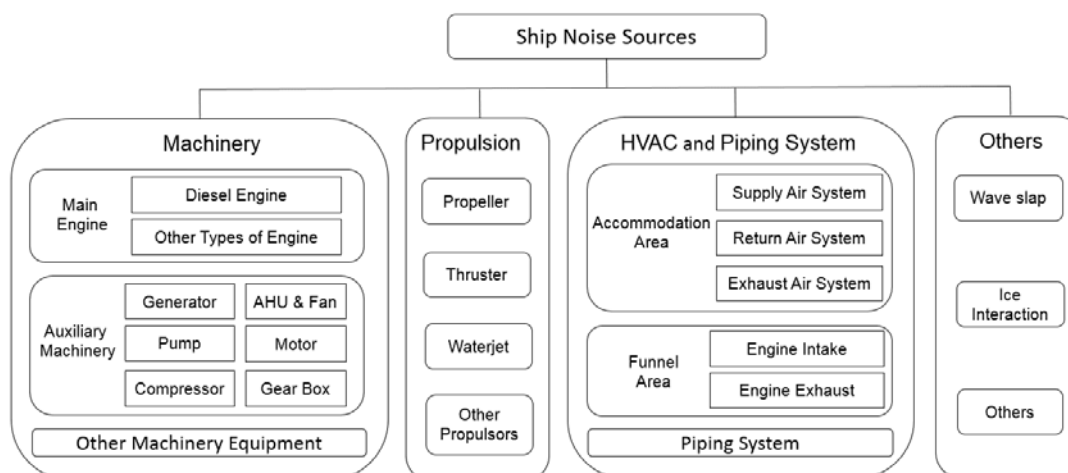 Ship Noise Sources
Machinery
Main
Engine
Diesel Engine
Other Types of Engine
Auxiliary
Machinery
Generator
AHU & Fan
Pump
Motor
Compressor
Gear Box
Other Machinery Equipment
Propulsion
Propeller
Thruster
Waterjet
Other
Propulsors
HVAC and Piping System
Accommodation
Area
Supply Air System
Return Air System
Exhaust Air System
Funnel
Area
Engine Intake
Engine Exhaust
Piping System
Others
Wave slap
Ice
Interaction
Others